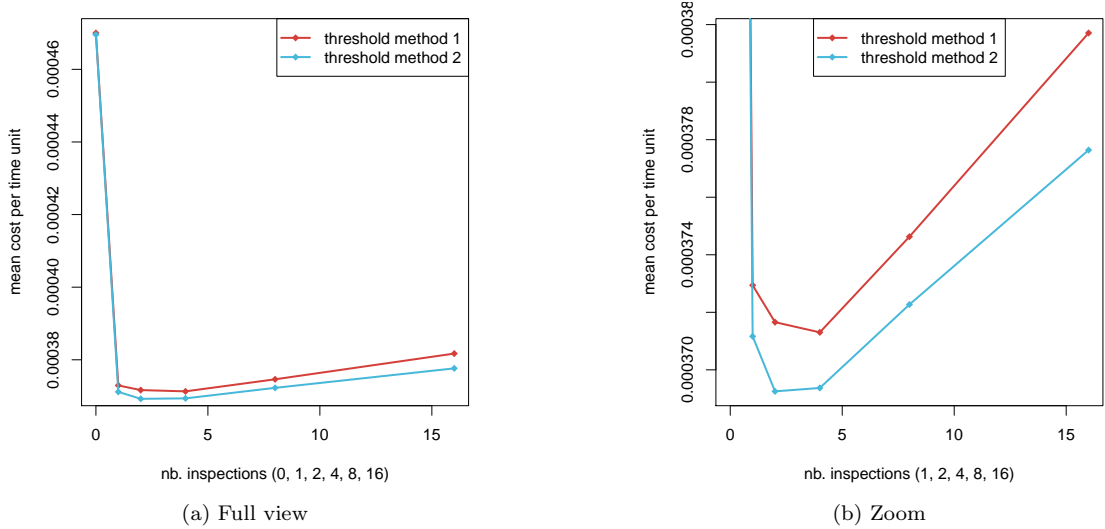 threshold method 1
threshold method 2
mean cost per time unit
0.00046
0.00044
0.00042
0.00040
0.00038
0 5 10 15
nb. inspections (0, 1, 2, 4, 8, 16)
(a) Full view
threshold method 1
threshold method 2
mean cost per time unit
0.00038
0.000378
0.000374
0.000370
0 5 10 15
nb. inspections (1, 2, 4, 8, 16)
(b) Zoom